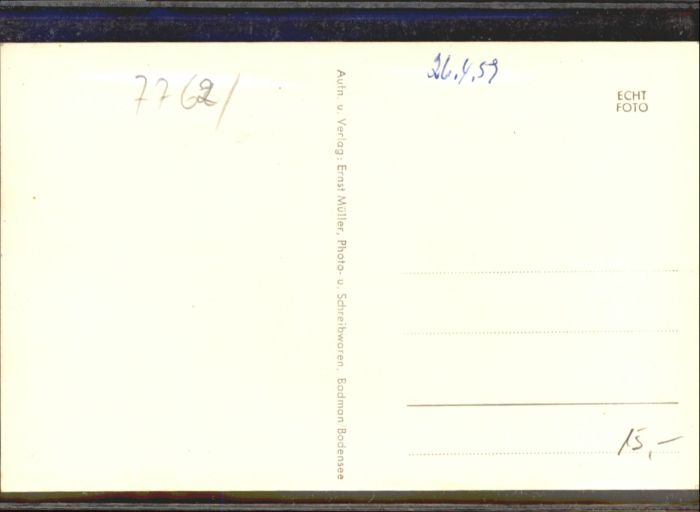 7762/
26.4.59
ECHT
FOTO
Aufn. u. Verlag: Ernst Müller, Photo- u. Schreibwaren, Bodman Bodensee
15,-